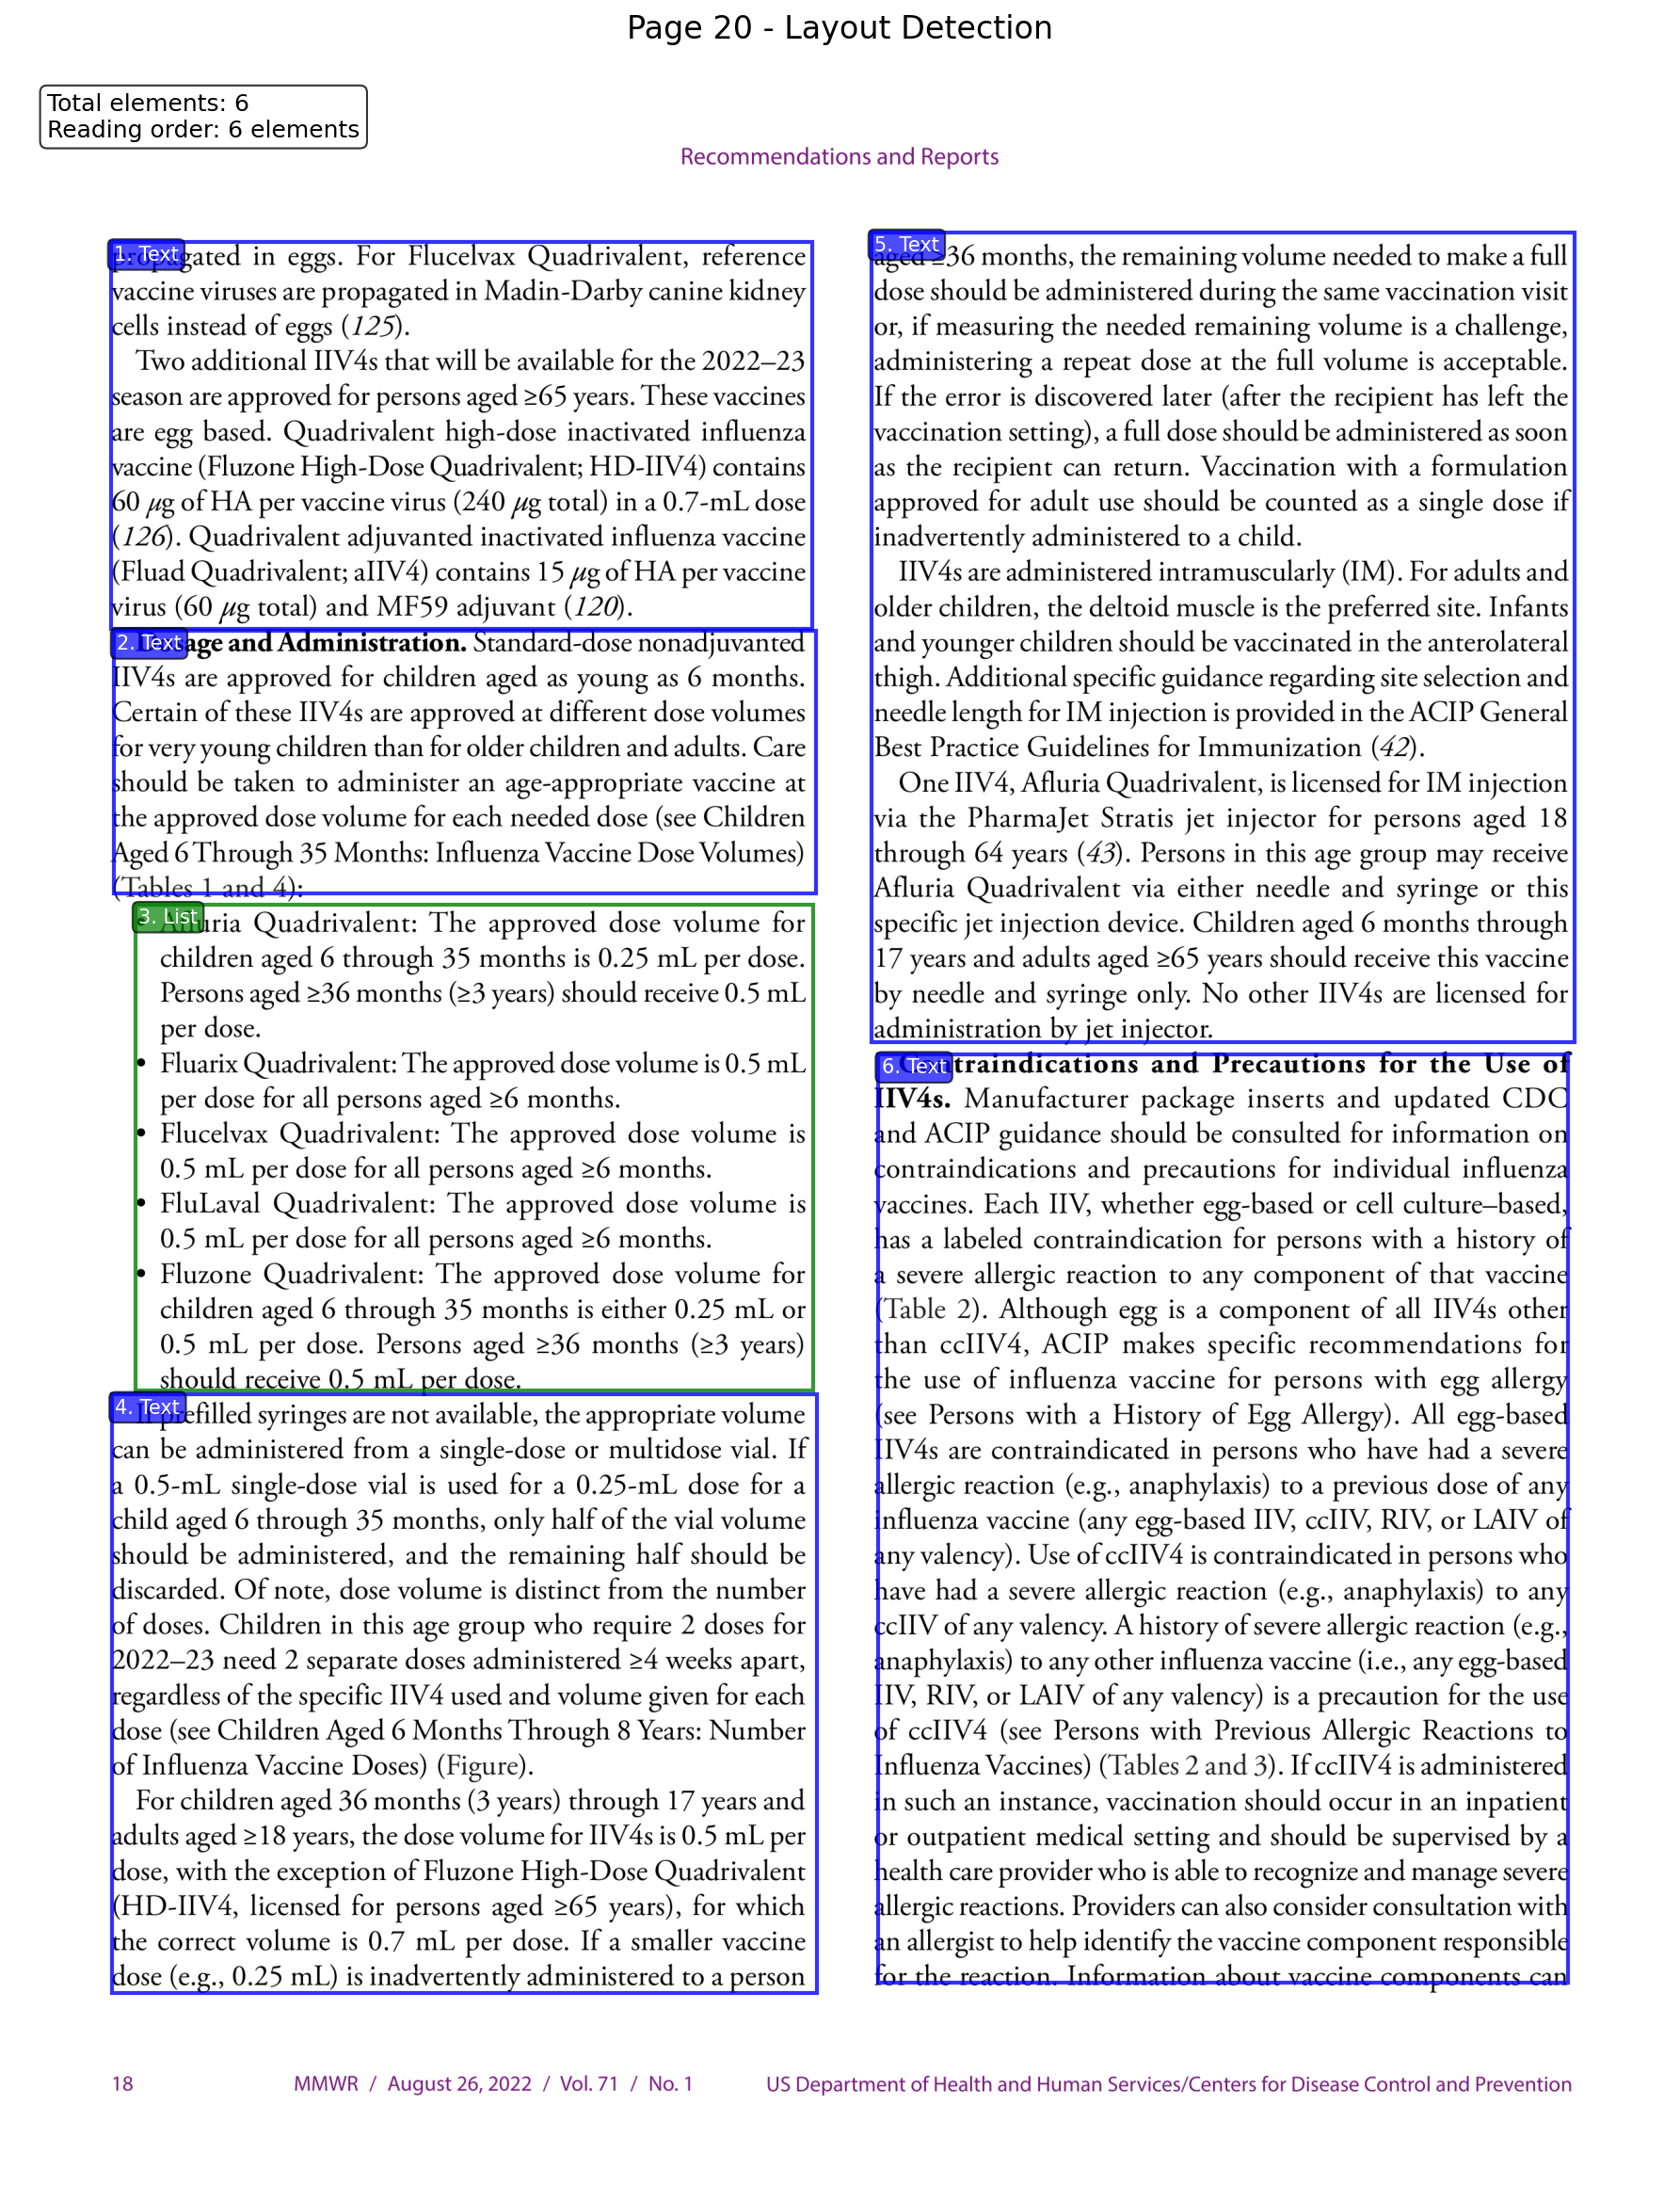 Page 20 - Layout Detection
Total elements: 6
Reading order: 6 elements
Recommendations and Reports
1. Text
propagated in eggs. For Flucelvax Quadrivalent, reference
vaccine viruses are propagated in Madin-Darby canine kidney
cells instead of eggs (125).
Two additional IIV4s that will be available for the 2022–23
season are approved for persons aged ≥65 years. These vaccines
are egg based. Quadrivalent high-dose inactivated influenza
vaccine (Fluzone High-Dose Quadrivalent; HD-IIV4) contains
60 µg of HA per vaccine virus (240 µg total) in a 0.7-mL dose
(126). Quadrivalent adjuvanted inactivated influenza vaccine
(Fluad Quadrivalent; aIIV4) contains 15 µg of HA per vaccine
virus (60 µg total) and MF59 adjuvant (120).
2. Text
Dosage and Administration. Standard-dose nonadjuvanted
IIV4s are approved for children aged as young as 6 months.
Certain of these IIV4s are approved at different dose volumes
for very young children than for older children and adults. Care
should be taken to administer an age-appropriate vaccine at
the approved dose volume for each needed dose (see Children
Aged 6 Through 35 Months: Influenza Vaccine Dose Volumes)
(Tables 1 and 4):
3. List
Afluria Quadrivalent: The approved dose volume for
children aged 6 through 35 months is 0.25 mL per dose.
Persons aged ≥36 months (≥3 years) should receive 0.5 mL
per dose.
• Fluarix Quadrivalent: The approved dose volume is 0.5 mL
per dose for all persons aged ≥6 months.
• Flucelvax Quadrivalent: The approved dose volume is
0.5 mL per dose for all persons aged ≥6 months.
• FluLaval Quadrivalent: The approved dose volume is
0.5 mL per dose for all persons aged ≥6 months.
• Fluzone Quadrivalent: The approved dose volume for
children aged 6 through 35 months is either 0.25 mL or
0.5 mL per dose. Persons aged ≥36 months (≥3 years)
should receive 0.5 mL per dose.
4. Text
If prefilled syringes are not available, the appropriate volume
can be administered from a single-dose or multidose vial. If
a 0.5-mL single-dose vial is used for a 0.25-mL dose for a
child aged 6 through 35 months, only half of the vial volume
should be administered, and the remaining half should be
discarded. Of note, dose volume is distinct from the number
of doses. Children in this age group who require 2 doses for
2022–23 need 2 separate doses administered ≥4 weeks apart,
regardless of the specific IIV4 used and volume given for each
dose (see Children Aged 6 Months Through 8 Years: Number
of Influenza Vaccine Doses) (Figure).
For children aged 36 months (3 years) through 17 years and
adults aged ≥18 years, the dose volume for IIV4s is 0.5 mL per
dose, with the exception of Fluzone High-Dose Quadrivalent
(HD-IIV4, licensed for persons aged ≥65 years), for which
the correct volume is 0.7 mL per dose. If a smaller vaccine
dose (e.g., 0.25 mL) is inadvertently administered to a person
5. Text
aged ≥36 months, the remaining volume needed to make a full
dose should be administered during the same vaccination visit
or, if measuring the needed remaining volume is a challenge,
administering a repeat dose at the full volume is acceptable.
If the error is discovered later (after the recipient has left the
vaccination setting), a full dose should be administered as soon
as the recipient can return. Vaccination with a formulation
approved for adult use should be counted as a single dose if
inadvertently administered to a child.
IIV4s are administered intramuscularly (IM). For adults and
older children, the deltoid muscle is the preferred site. Infants
and younger children should be vaccinated in the anterolateral
thigh. Additional specific guidance regarding site selection and
needle length for IM injection is provided in the ACIP General
Best Practice Guidelines for Immunization (42).
One IIV4, Afluria Quadrivalent, is licensed for IM injection
via the PharmaJet Stratis jet injector for persons aged 18
through 64 years (43). Persons in this age group may receive
Afluria Quadrivalent via either needle and syringe or this
specific jet injection device. Children aged 6 months through
17 years and adults aged ≥65 years should receive this vaccine
by needle and syringe only. No other IIV4s are licensed for
administration by jet injector.
6. Text
Contraindications and Precautions for the Use of
IIV4s. Manufacturer package inserts and updated CDC
and ACIP guidance should be consulted for information on
contraindications and precautions for individual influenza
vaccines. Each IIV, whether egg-based or cell culture–based,
has a labeled contraindication for persons with a history of
a severe allergic reaction to any component of that vaccine
(Table 2). Although egg is a component of all IIV4s other
than ccIIV4, ACIP makes specific recommendations for
the use of influenza vaccine for persons with egg allergy
(see Persons with a History of Egg Allergy). All egg-based
IIV4s are contraindicated in persons who have had a severe
allergic reaction (e.g., anaphylaxis) to a previous dose of any
influenza vaccine (any egg-based IIV, ccIIV, RIV, or LAIV of
any valency). Use of ccIIV4 is contraindicated in persons who
have had a severe allergic reaction (e.g., anaphylaxis) to any
ccIIV of any valency. A history of severe allergic reaction (e.g.,
anaphylaxis) to any other influenza vaccine (i.e., any egg-based
IIV, RIV, or LAIV of any valency) is a precaution for the use
of ccIIV4 (see Persons with Previous Allergic Reactions to
Influenza Vaccines) (Tables 2 and 3). If ccIIV4 is administered
in such an instance, vaccination should occur in an inpatient
or outpatient medical setting and should be supervised by a
health care provider who is able to recognize and manage severe
allergic reactions. Providers can also consider consultation with
an allergist to help identify the vaccine component responsible
for the reaction. Information about vaccine components can
18 MMWR / August 26, 2022 / Vol. 71 / No. 1 US Department of Health and Human Services/Centers for Disease Control and Prevention